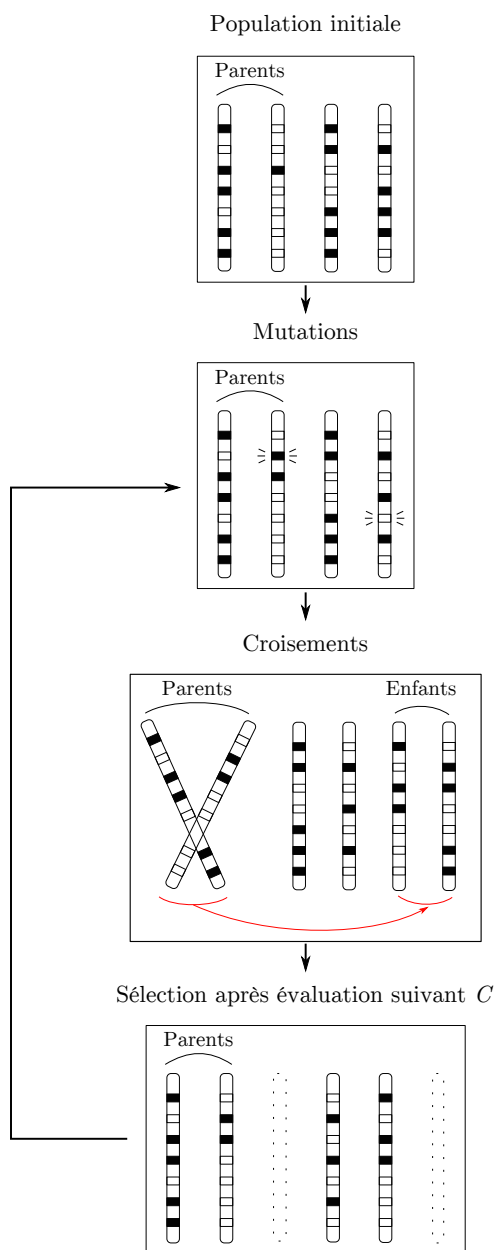 Population initiale
Parents
Mutations
Parents
Croisements
Parents
Enfants
Sélection après évaluation suivant C
Parents